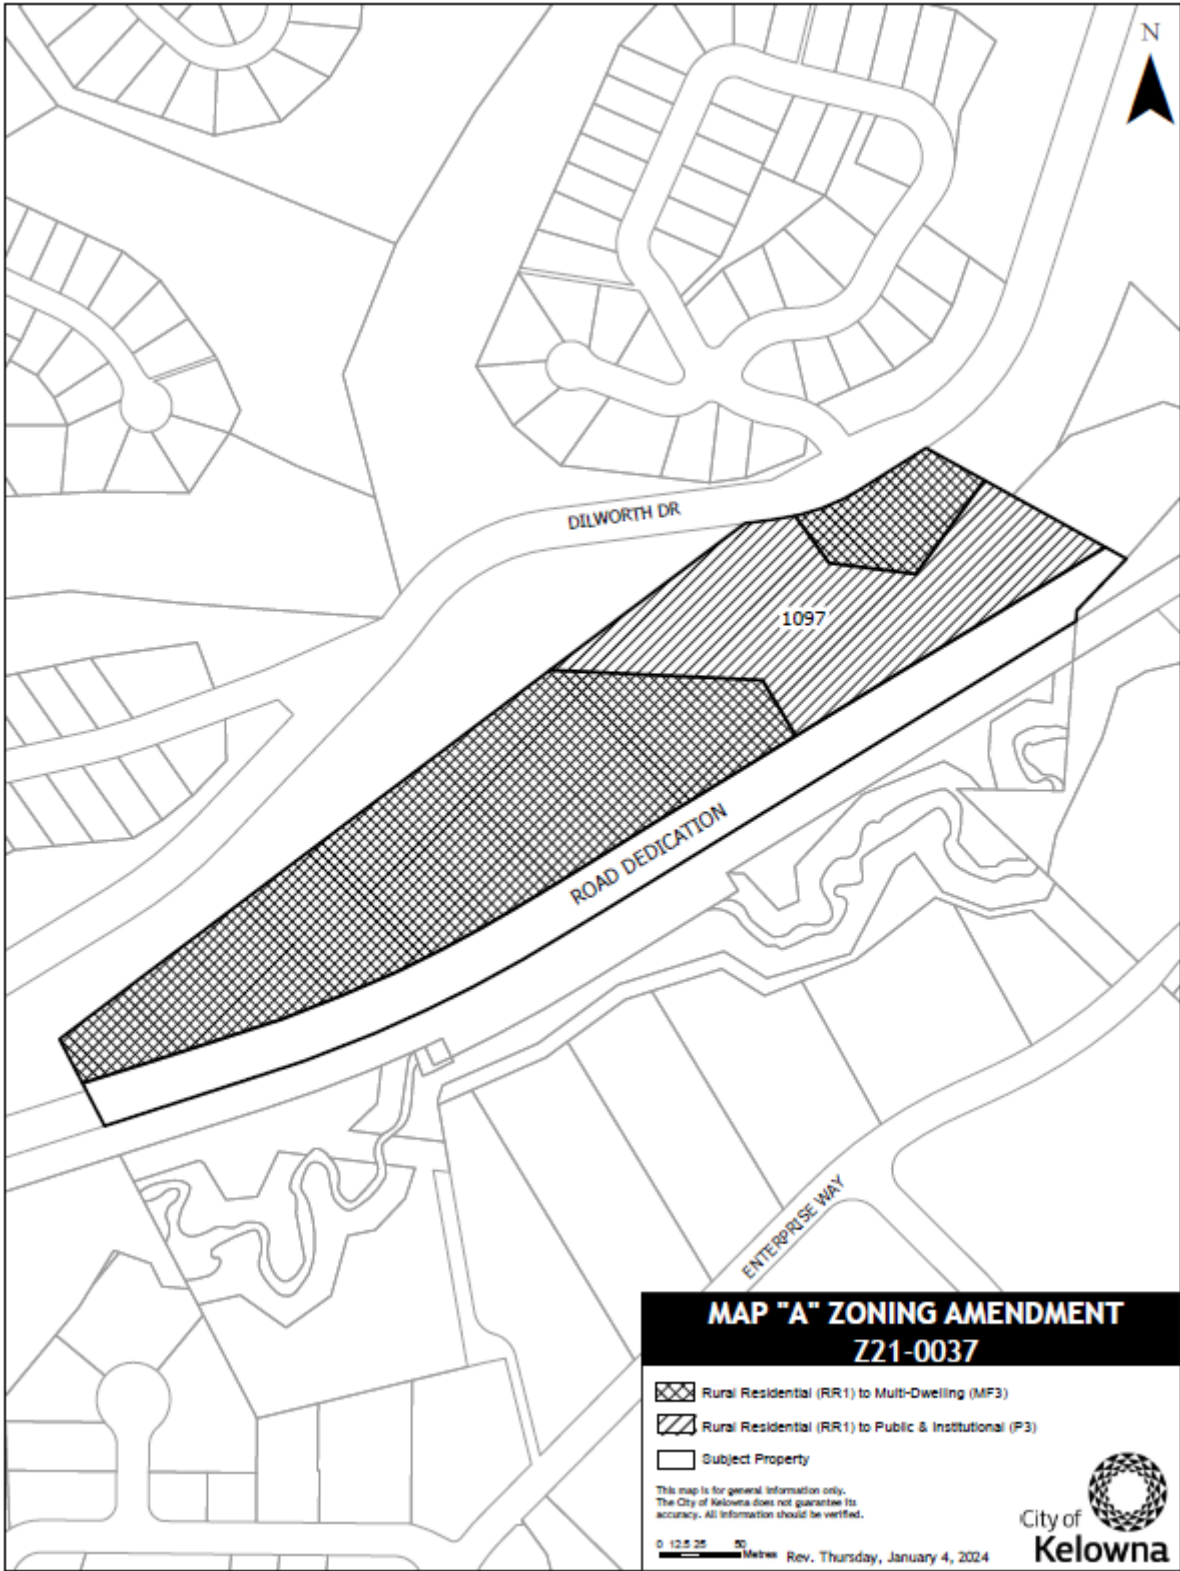 N
DILWORTH DR
1097
ROAD DEDICATION
ENTERPRISE WAY
MAP "A" ZONING AMENDMENT
Z21-0037
Rural Residential (RR1) to Multi-Dwelling (MF3)
Rural Residential (RR1) to Public & Institutional (P3)
Subject Property
This map is for general information only.
The City of Kelowna does not guarantee its
accuracy. All information should be verified.
0 12.5 25 50
Metres
Rev. Thursday, January 4, 2024
City of
Kelowna